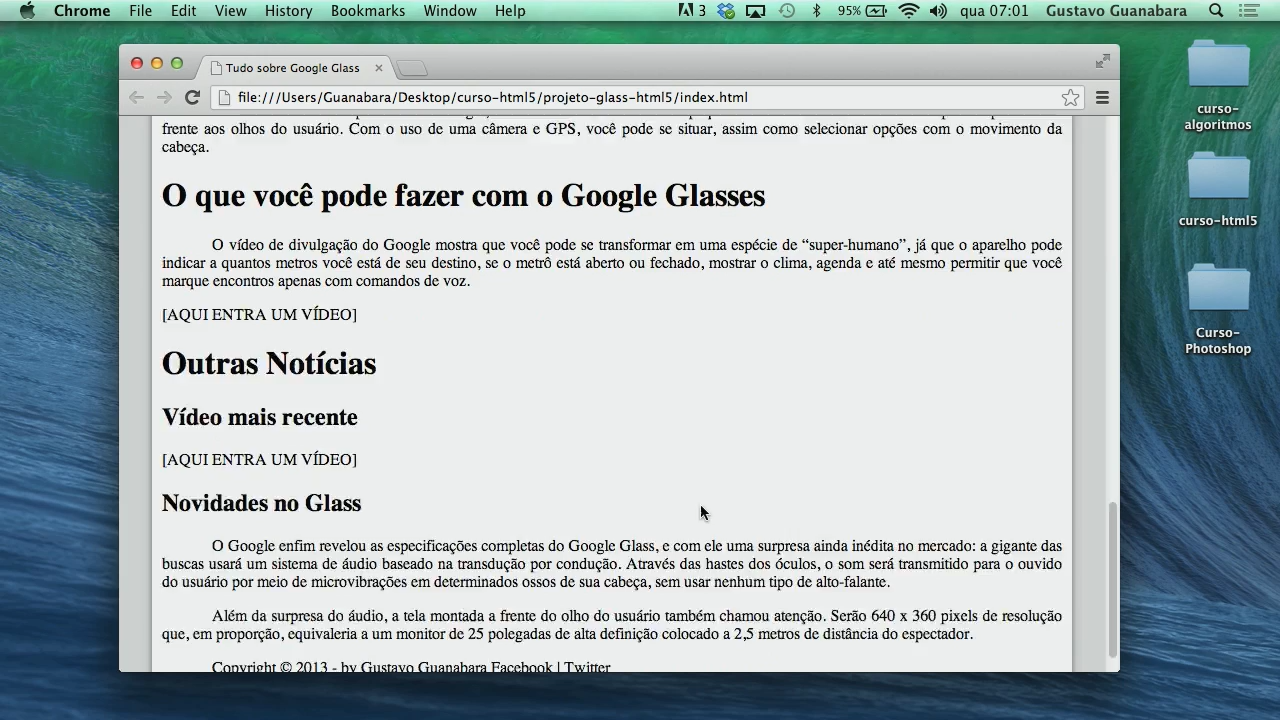 Chrome File Edit View History Bookmarks Window Help 3 95% qua 07:01 Gustavo Guanabara
Tudo sobre Google Glass
file:///Users/Guanabara/Desktop/curso-html5/projeto-glass-html5/index.html
frente aos olhos do usuário. Com o uso de uma câmera e GPS, você pode se situar, assim como selecionar opções com o movimento da
cabeça.
O que você pode fazer com o Google Glasses
O vídeo de divulgação do Google mostra que você pode se transformar em uma espécie de “super-humano”, já que o aparelho pode
indicar a quantos metros você está de seu destino, se o metrô está aberto ou fechado, mostrar o clima, agenda e até mesmo permitir que você
marque encontros apenas com comandos de voz.
[AQUI ENTRA UM VÍDEO]
Outras Notícias
Vídeo mais recente
[AQUI ENTRA UM VÍDEO]
Novidades no Glass
O Google enfim revelou as especificações completas do Google Glass, e com ele uma surpresa ainda inédita no mercado: a gigante das
buscas usará um sistema de áudio baseado na transdução por condução. Através das hastes dos óculos, o som será transmitido para o ouvido
do usuário por meio de microvibrações em determinados ossos de sua cabeça, sem usar nenhum tipo de alto-falante.
Além da surpresa do áudio, a tela montada a frente do olho do usuário também chamou atenção. Serão 640 x 360 pixels de resolução
que, em proporção, equivaleria a um monitor de 25 polegadas de alta definição colocado a 2,5 metros de distância do espectador.
Copyright © 2013 - by Gustavo Guanabara Facebook | Twitter
curso-
algoritmos
curso-html5
Curso-
Photoshop